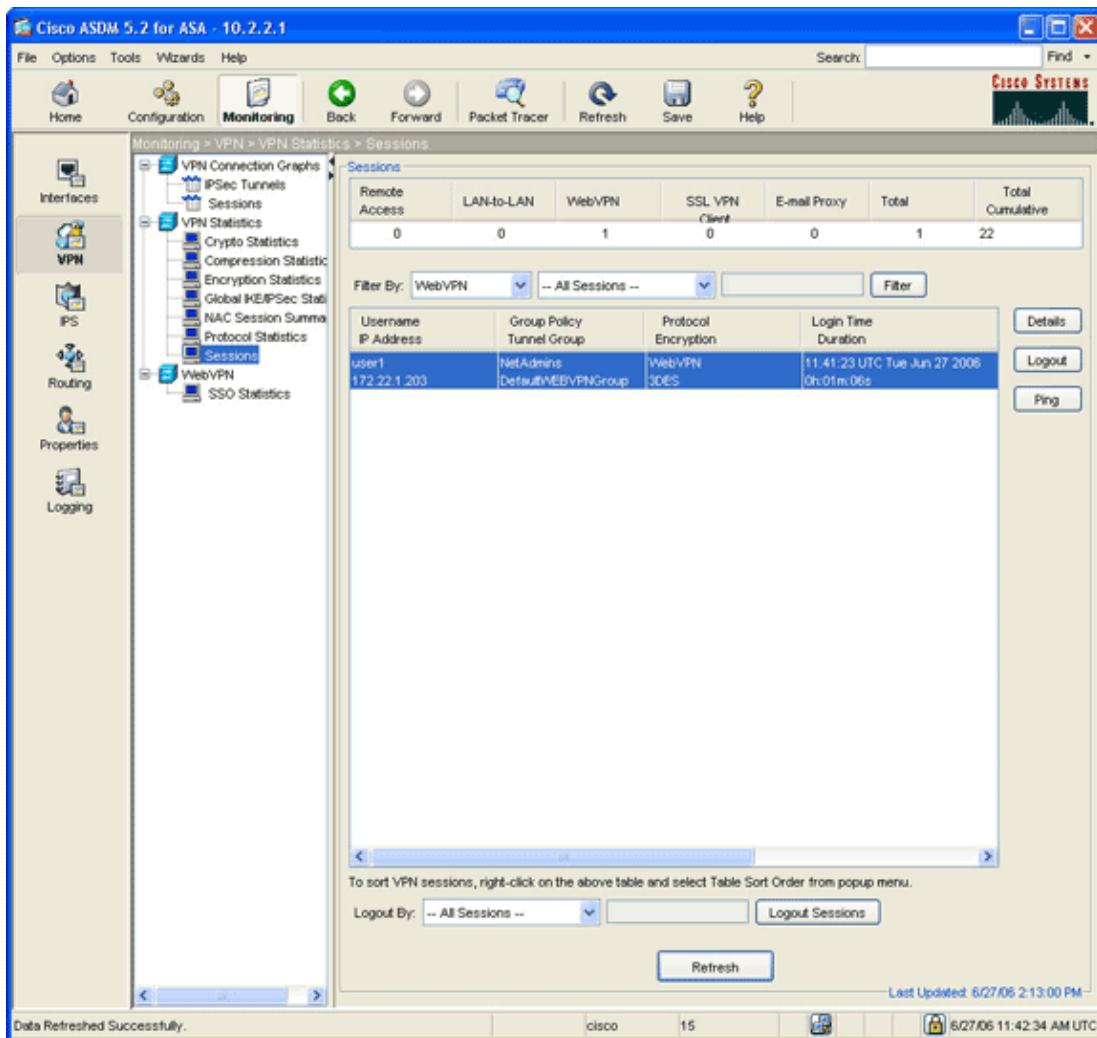 Cisco ASDM 5.2 for ASA - 10.2.2.1
File Options Tools Wizards Help Search: Find
Home Configuration Monitoring Back Forward Packet Tracer Refresh Save Help
CISCO SYSTEMS
Monitoring > VPN > VPN Statistics > Sessions
Interfaces
VPN
IPS
Routing
Properties
Logging
VPN Connection Graphs
IPSec Tunnels
Sessions
VPN Statistics
Crypto Statistics
Compression Statistic
Encryption Statistics
Global IKE/IPSec Stati
NAC Session Summa
Protocol Statistics
Sessions
WebVPN
SSO Statistics
Sessions
Remote Access LAN-to-LAN WebVPN SSL VPN Client E-mail Proxy Total Total Cumulative
0 0 1 0 0 1 22
Filter By: WebVPN -- All Sessions -- Filter
Username Group Policy Protocol Login Time
IP Address Tunnel Group Encryption Duration
user1 NetAdmins WebVPN 11:41:23 UTC Tue Jun 27 2006
172.22.1.203 DefaultWEBVPNGroup 3DES 0h:01m:06s
Details
Logout
Ping
To sort VPN sessions, right-click on the above table and select Table Sort Order from popup menu.
Logout By: -- All Sessions -- Logout Sessions
Refresh
Last Updated: 6/27/06 2:13:00 PM
Data Refreshed Successfully. cisco 15 6/27/06 11:42:34 AM UTC